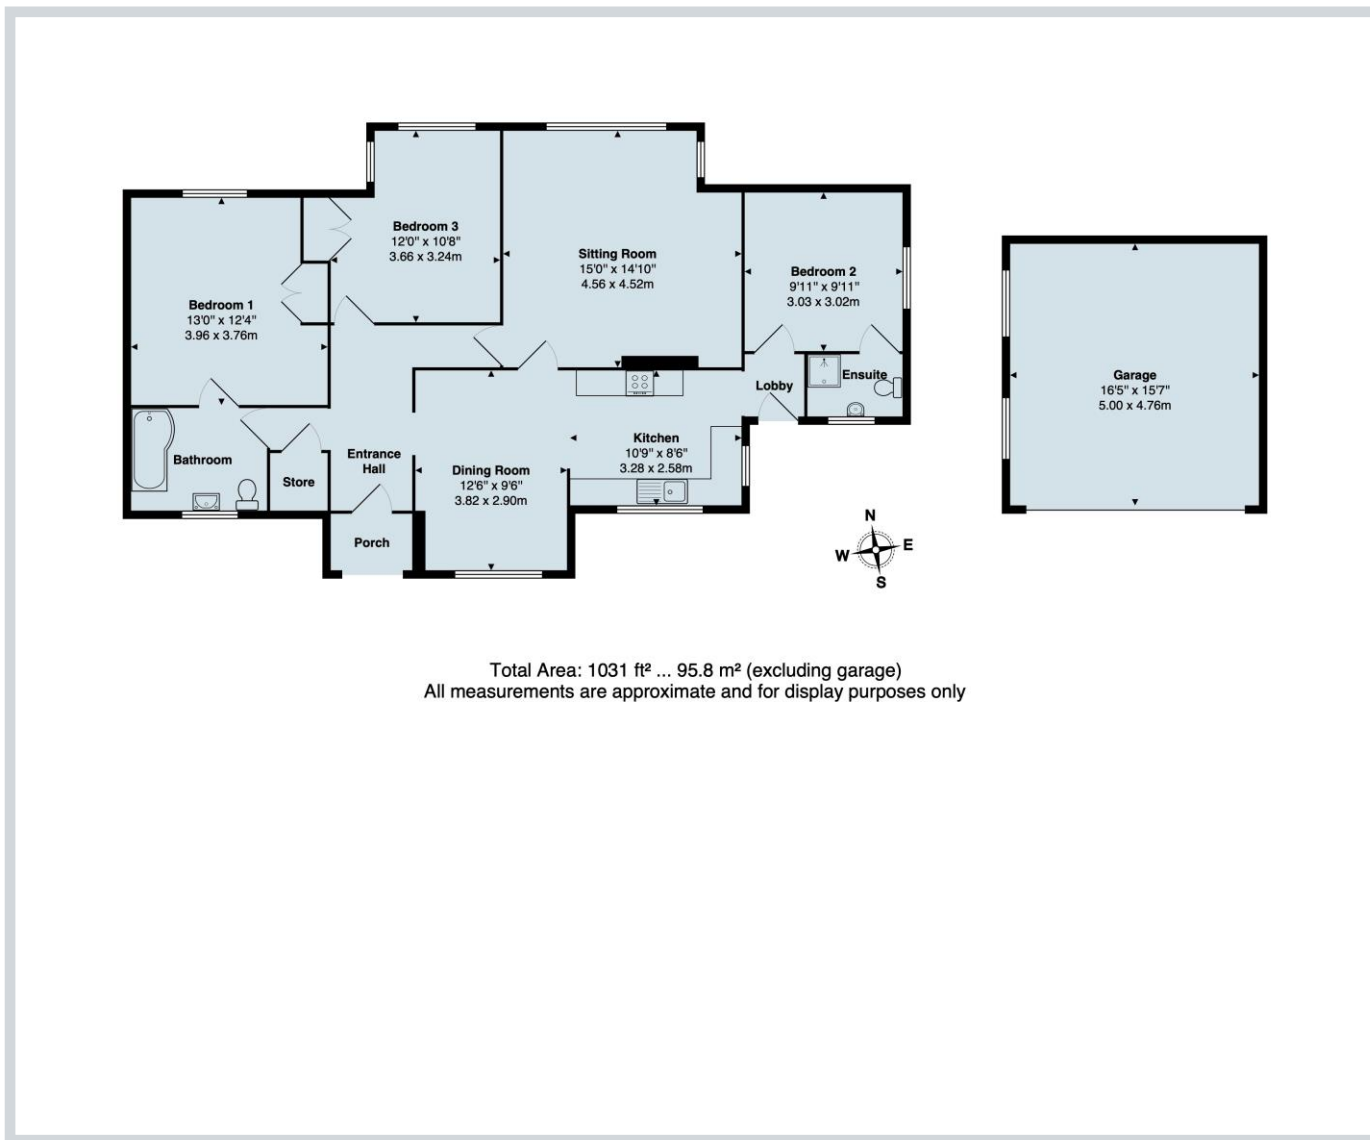 Bedroom 3
12'0" x 10'8"
3.66 x 3.24m
Sitting Room
15'0" x 14'10"
4.56 x 4.52m
Bedroom 2
9'11" x 9'11"
3.03 x 3.02m
Bedroom 1
13'0" x 12'4"
3.96 x 3.76m
Garage
16'5" x 15'7"
5.00 x 4.76m
Ensuite
Lobby
Bathroom
Store
Entrance
Hall
Dining Room
12'6" x 9'6"
3.82 x 2.90m
Kitchen
10'9" x 8'6"
3.28 x 2.58m
Porch
N
W
E
S
Total Area: 1031 ft² ... 95.8 m² (excluding garage)
All measurements are approximate and for display purposes only